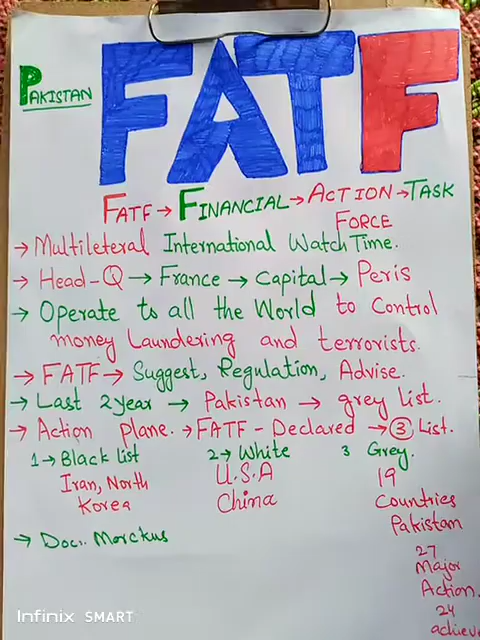 PAKISTAN
FATF
FATF → FINANCIAL → ACTION → TASK
FORCE
→ Multileteral International Watch Time.
→ Head-Q → France → Capital → Peris
→ Operate to all the World to Control
money Laundering and terrorists.
→ FATF → Suggest, Regulation, Advise.
→ Last 2 year → Pakistan → grey List.
→ Action plane. → FATF - Declared → 3 List.
1 → Black list
Iran, North
Korea
2 → White
U.S.A
China
3 Grey.
19
Countries
Pakistam
27
Major
Action.
24
achieve
→ Doc:. Morckus
Infinix SMART